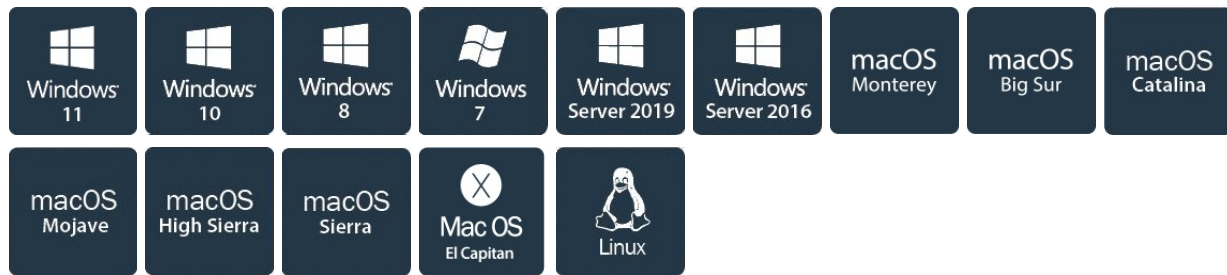 Windows
11
Windows
10
Windows
8
Windows
7
Windows
Server 2019
Windows
Server 2016
macOS
Monterey
macOS
Big Sur
macOS
Catalina
macOS
Mojave
macOS
High Sierra
macOS
Sierra
X
Mac OS
El Capitan
Linux